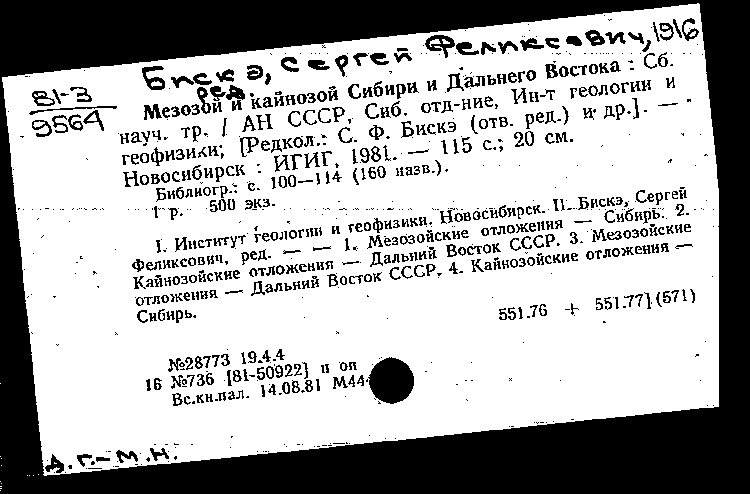 Бискэ, Сергей Феликсович, 1916
ред.
81-3
9564
Мезозой и кайнозой Сибири и Дальнего Востока : Сб.
науч. тр. / АН СССР, Сиб. отд-ние, Ин-т геологии и
геофизики; [Редкол.: С. Ф. Бискэ (отв. ред.) и др.]. —
Новосибирск : ИГИГ, 1981. — 115 с.; 20 см.
Библиогр.: с. 100—114 (160 назв.).
1 р. 500 экз.
I. Институт геологии и геофизики, Новосибирск. II. Бискэ, Сергей
Феликсович, ред. — — 1. Мезозойские отложения — Сибирь. 2.
Кайнозойские отложения — Дальний Восток СССР. 3. Мезозойские
отложения — Дальний Восток СССР. 4. Кайнозойские отложения —
Сибирь.
551.76 + 551.77](571)
№28773 19.4.4
16 №736 [81-50922] п оп
Вс.кн.пал. 14.08.81 М44
д. г.-м.н.